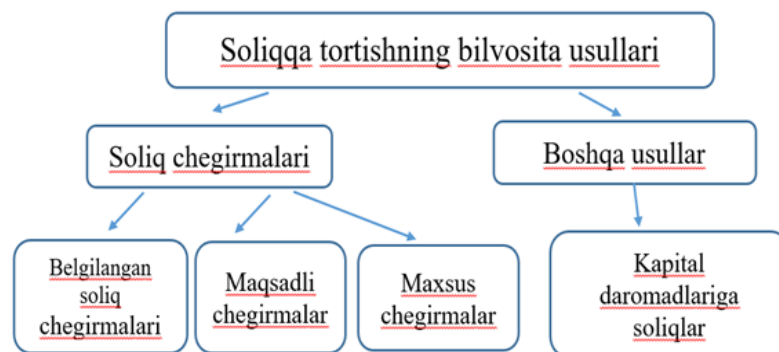 Soliqqa tortishning bilvosita usullari
Soliq chegirmalari
Boshqa usullar
Belgilangan
soliq
chegirmalari
Maqsadli
chegirmalar
Maxsus
chegirmalar
Kapital
daromadlariga
soliqlar